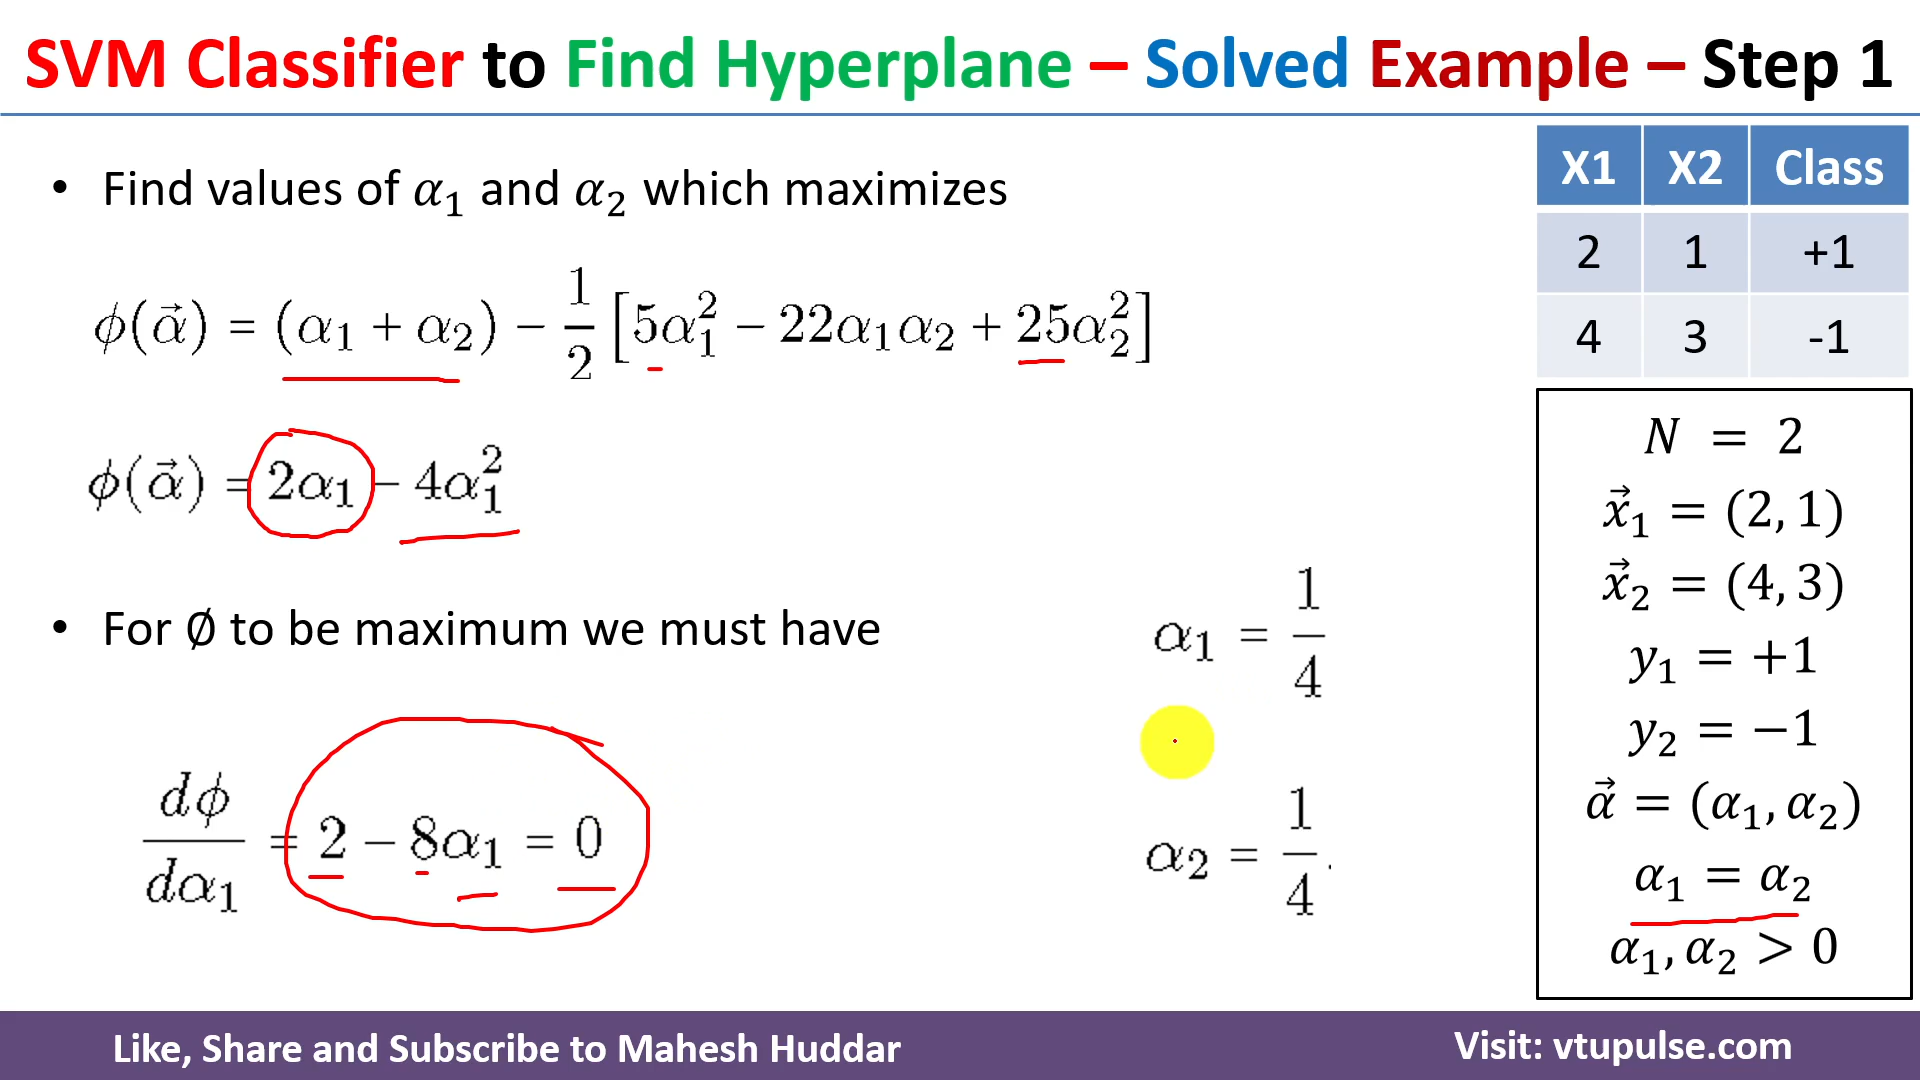 SVM Classifier to Find Hyperplane – Solved Example – Step 1
• Find values of 𝛼₁ and 𝛼₂ which maximizes
ϕ(α⃗) = (α₁ + α₂) − 1/2 [5α₁² − 22α₁α₂ + 25α₂²]
ϕ(α⃗) = 2α₁ − 4α₁²
• For ∅ to be maximum we must have
dϕ/dα₁ = 2 − 8α₁ = 0
α₁ = 1/4
α₂ = 1/4.
X1 X2 Class
2 1 +1
4 3 -1
N = 2
x⃗₁ = (2, 1)
x⃗₂ = (4, 3)
y₁ = +1
y₂ = −1
α⃗ = (α₁, α₂)
α₁ = α₂
α₁, α₂ > 0
Like, Share and Subscribe to Mahesh Huddar
Visit: vtupulse.com